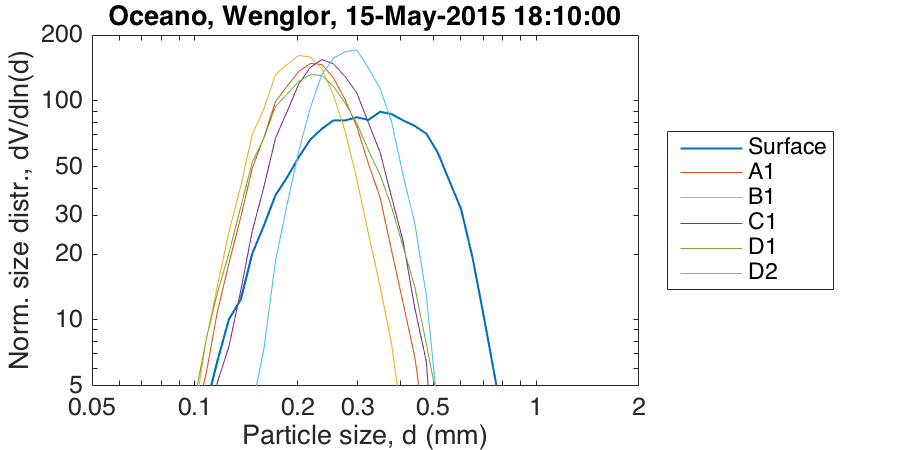 Oceano, Wenglor, 15-May-2015 18:10:00
Norm. size distr., dV/dln(d)
200
100
50
30
20
10
5
0.05 0.1 0.2 0.3 0.5 1 2
Particle size, d (mm)
Surface
A1
B1
C1
D1
D2